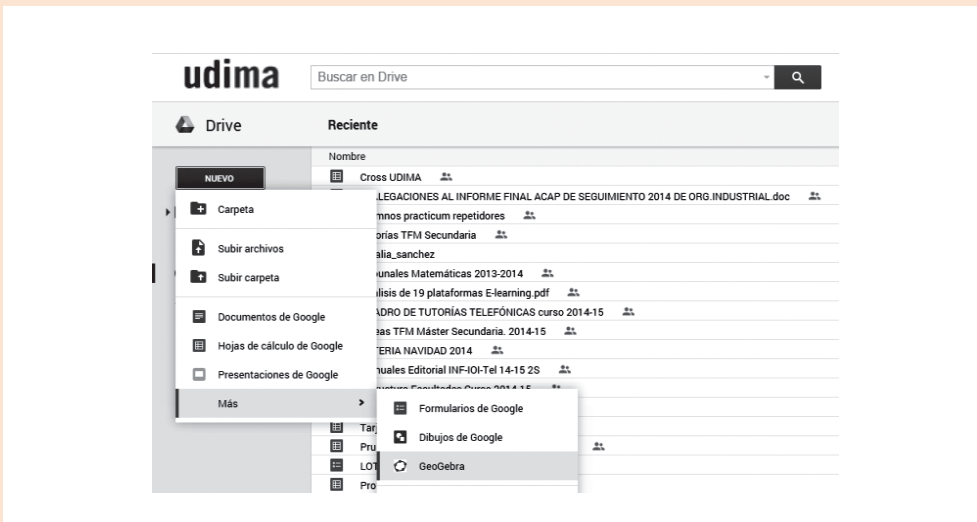 udima
Buscar en Drive
Drive
Reciente
Nombre
NUEVO
Cross UDIMA
LEGACIONES AL INFORME FINAL ACAP DE SEGUIMIENTO 2014 DE ORG.INDUSTRIAL.doc
Carpeta
mnos practicum repetidores
orías TFM Secundaria
Subir archivos
alia_sanchez
unales Matemáticas 2013-2014
Subir carpeta
lisis de 19 plataformas E-learning.pdf
ADRO DE TUTORÍAS TELEFÓNICAS curso 2014-15
Documentos de Google
eas TFM Máster Secundaria. 2014-15
Hojas de cálculo de Google
TERIA NAVIDAD 2014
nuales Editorial INF-IOI-Tel 14-15 2S
Presentaciones de Google
Más
Formularios de Google
Tar
Dibujos de Google
Pru
GeoGebra
LOT
Pro